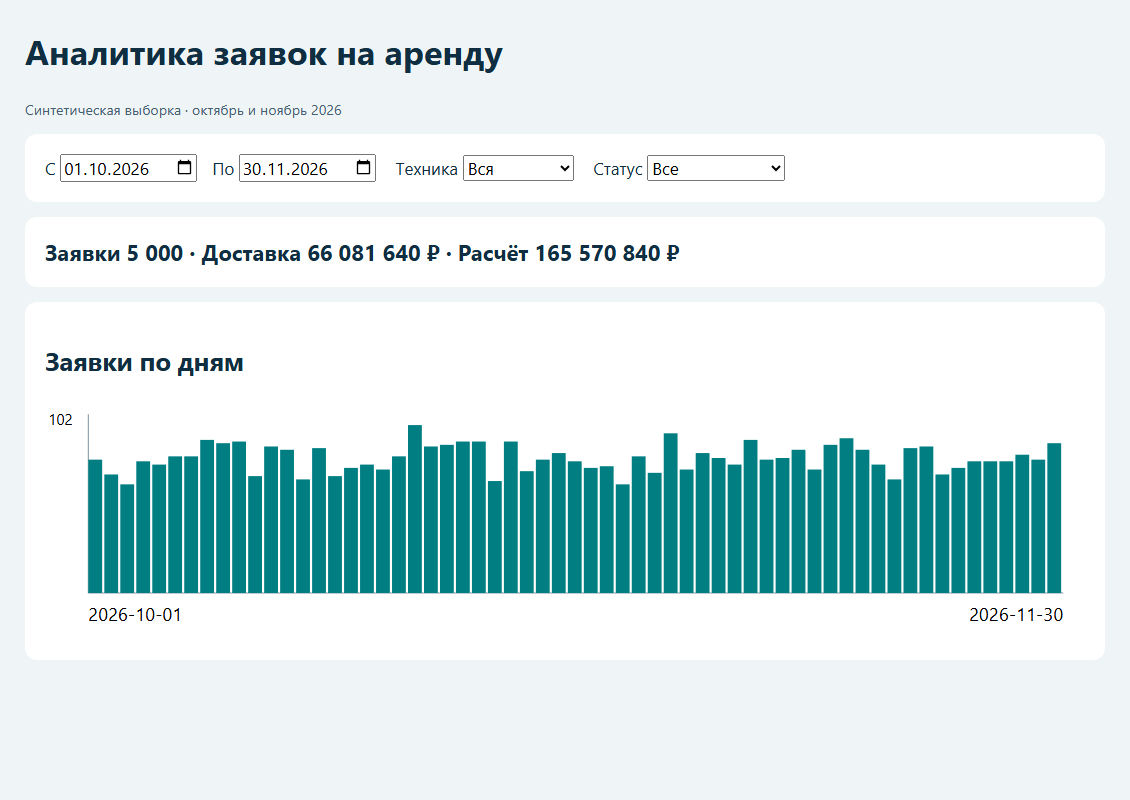 Аналитика заявок на аренду
Синтетическая выборка · октябрь и ноябрь 2026
С 01.10.2026 По 30.11.2026 Техника Вся Статус Все
Заявки 5 000 · Доставка 66 081 640 ₽ · Расчёт 165 570 840 ₽
Заявки по дням
102
2026-10-01 2026-11-30